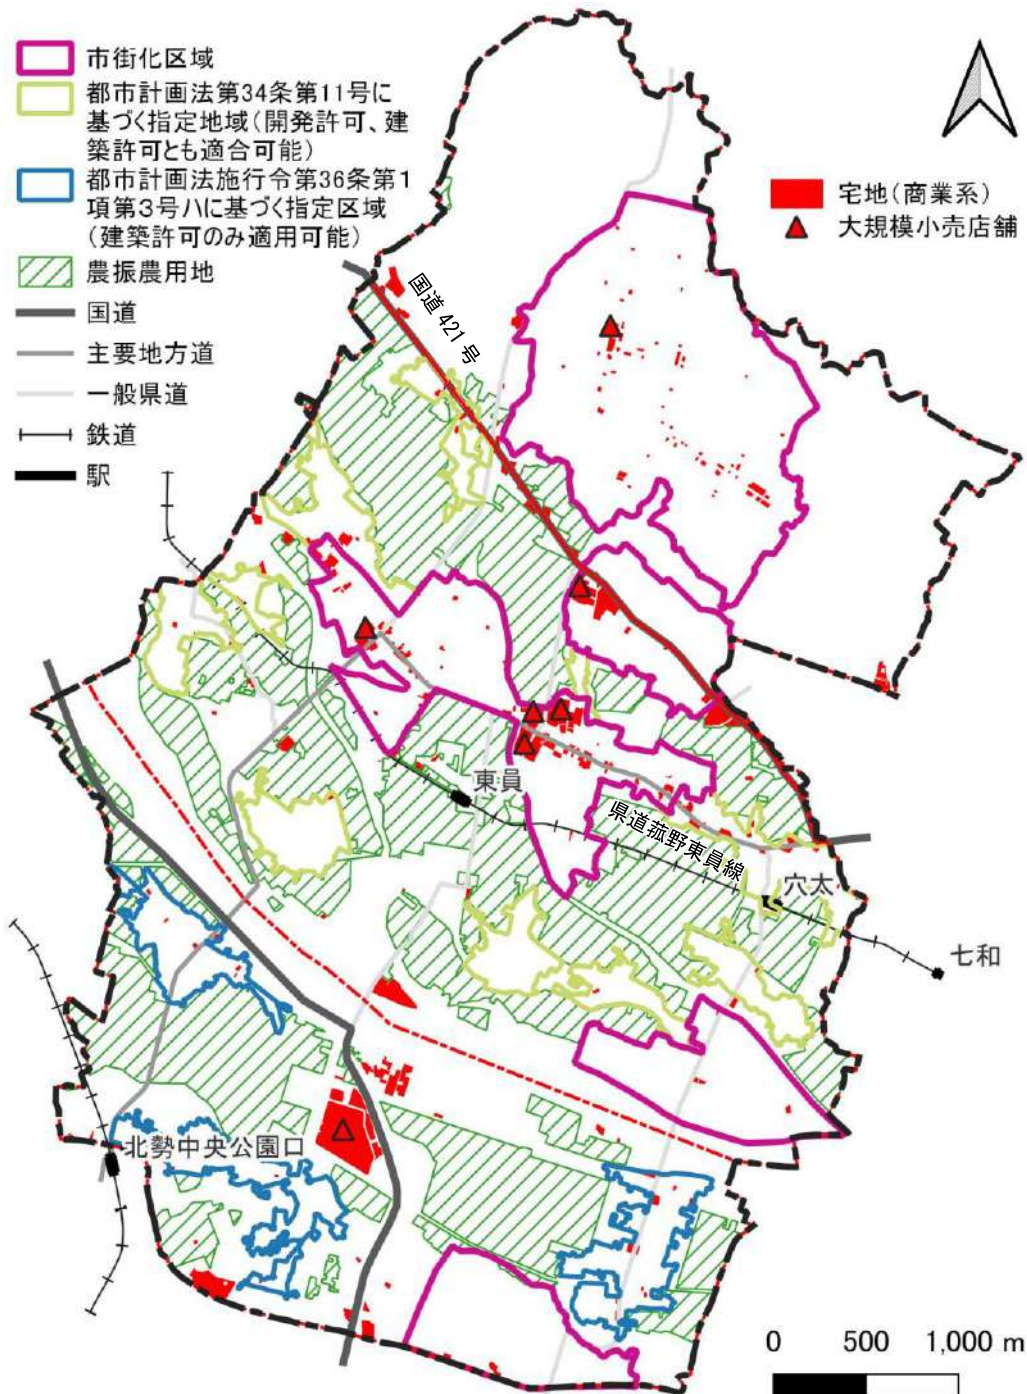 市街化区域
都市計画法第34条第11号に
基づく指定地域(開発許可、建
築許可とも適合可能)
都市計画法施行令第36条第1
項第3号ハに基づく指定区域
(建築許可のみ適用可能)
農振農用地
国道
主要地方道
一般県道
鉄道
駅
宅地(商業系)
大規模小売店舗
国道 421 号
東員
県道菰野東員線
穴太
七和
北勢中央公園口
0 500 1,000 m